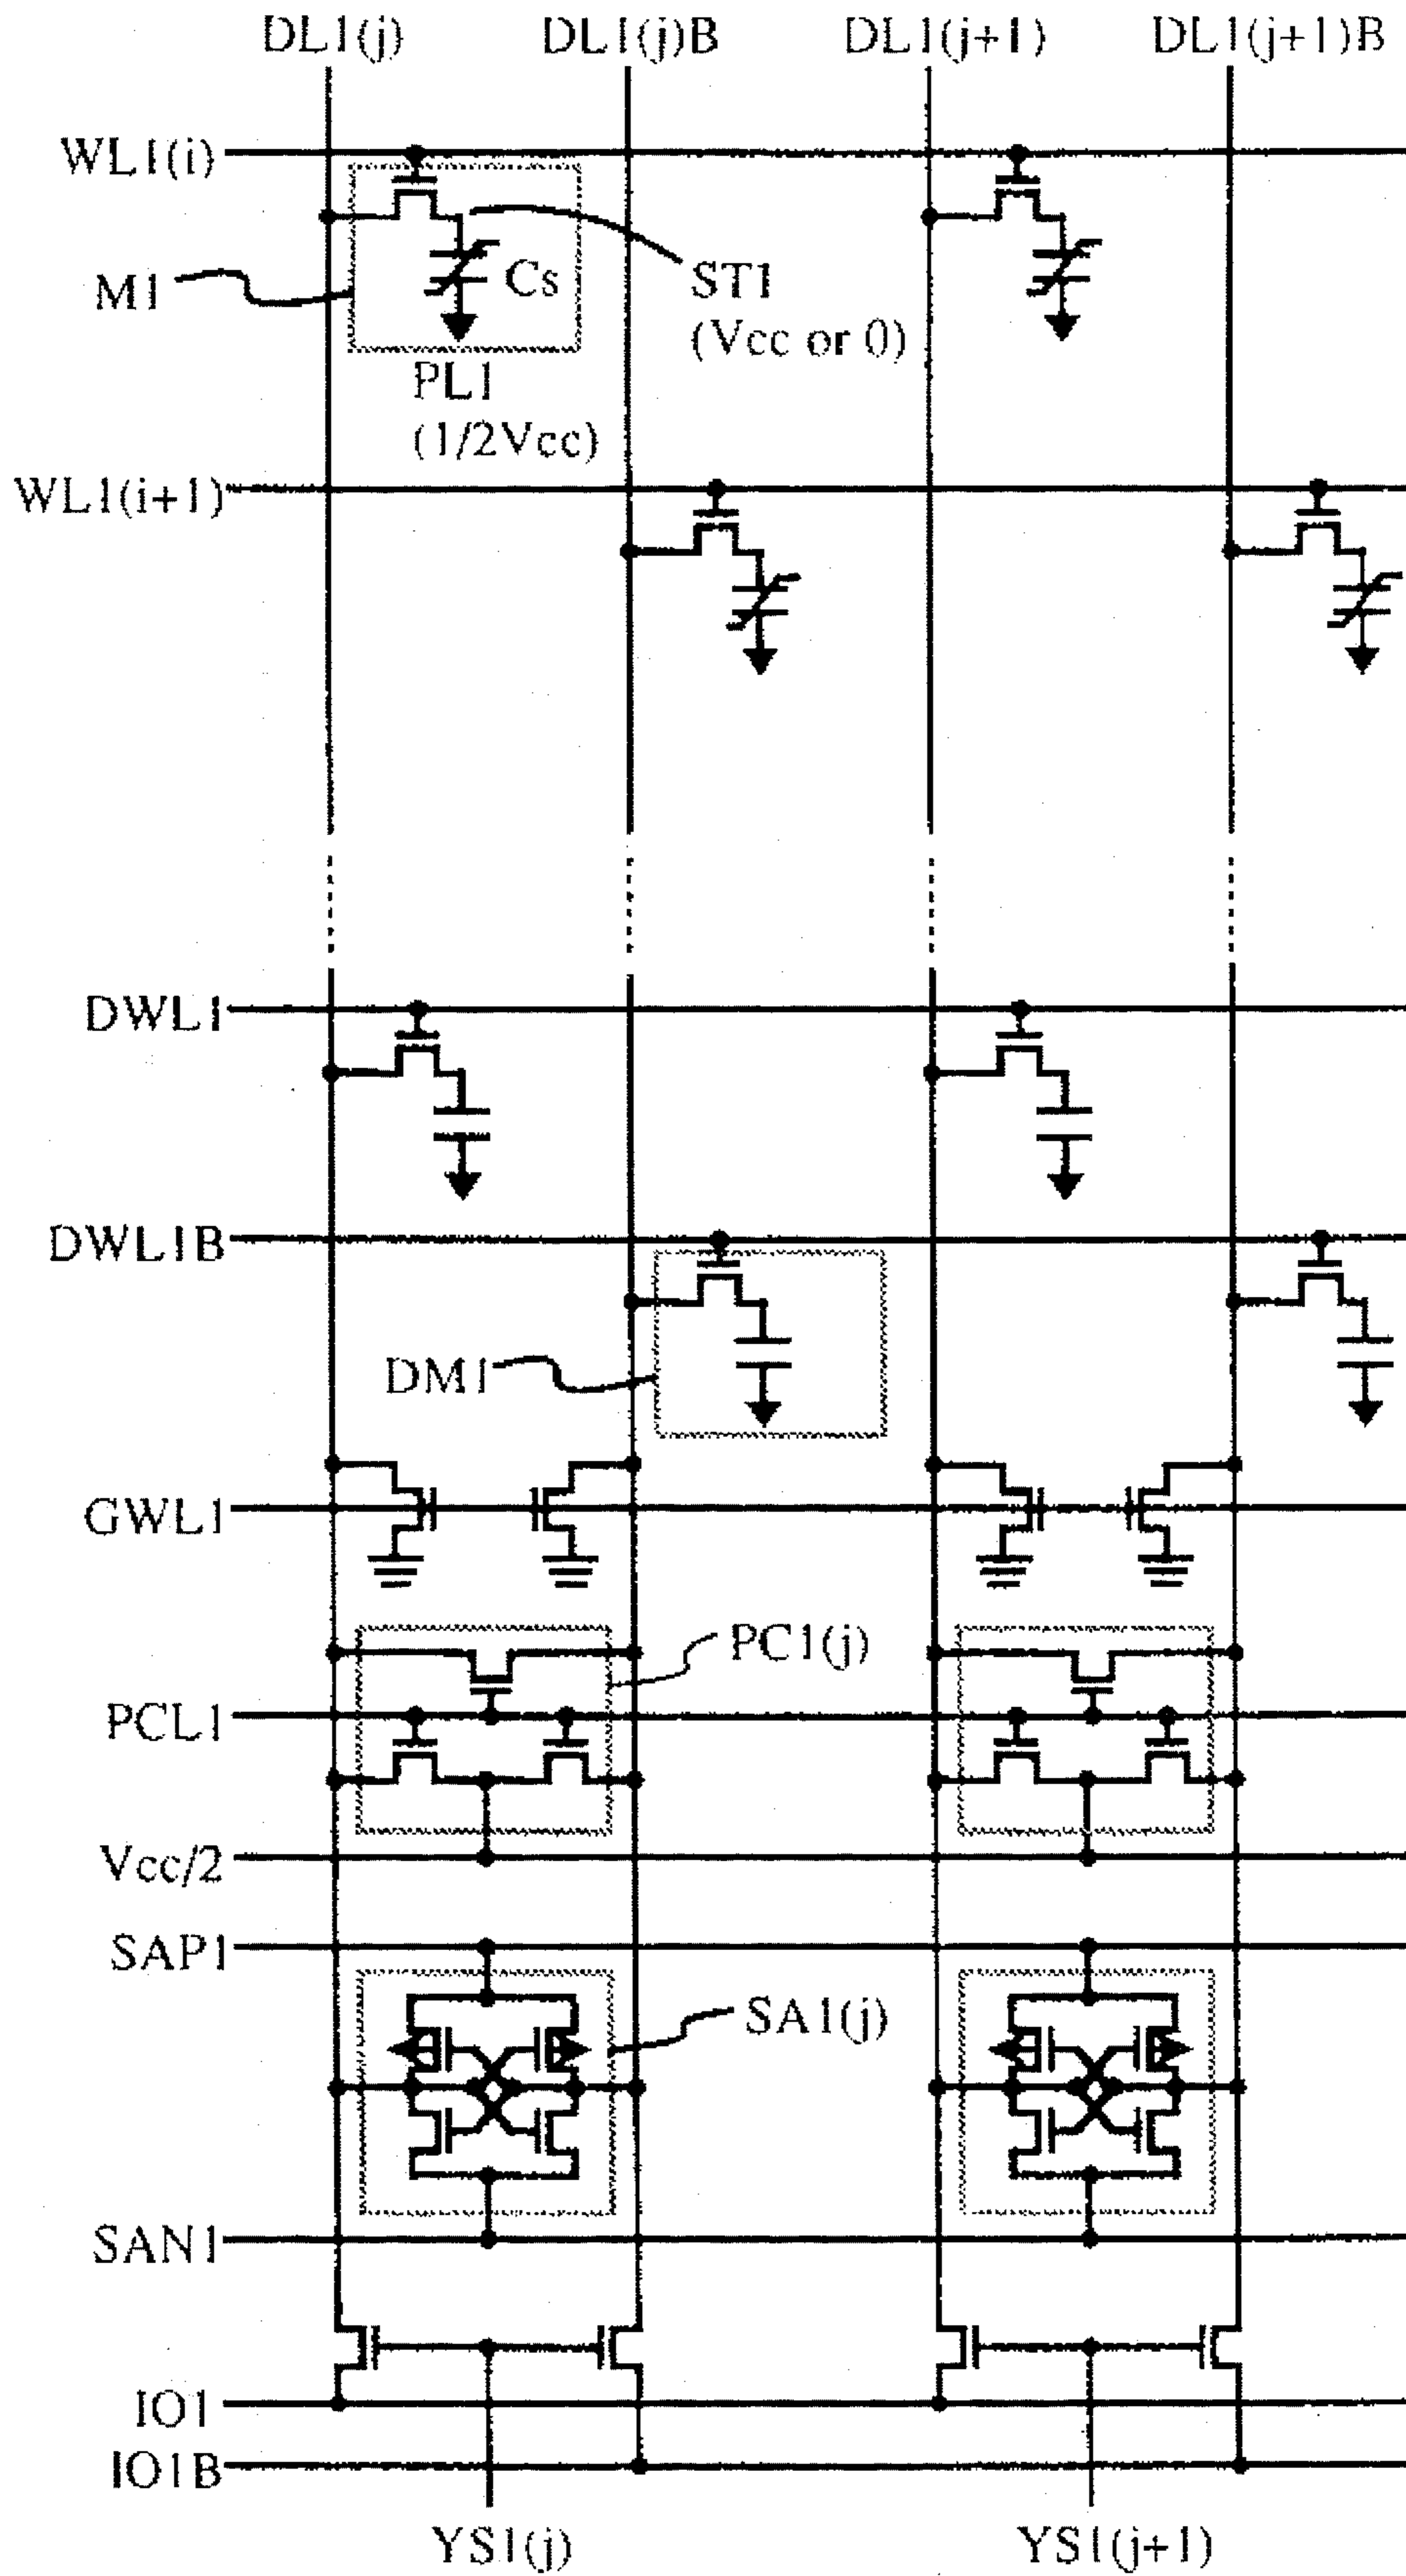 DL1(j) DL1(j)B DL1(j+1) DL1(j+1)B
WL1(i)
M1
Cs
ST1
(Vcc or 0)
PL1
(1/2Vcc)
WL1(i+1)
DWL1
DWL1B
DM1
GWL1
PC1(j)
PCL1
Vcc/2
SAP1
SA1(j)
SAN1
IO1
IO1B
YS1(j) YS1(j+1)